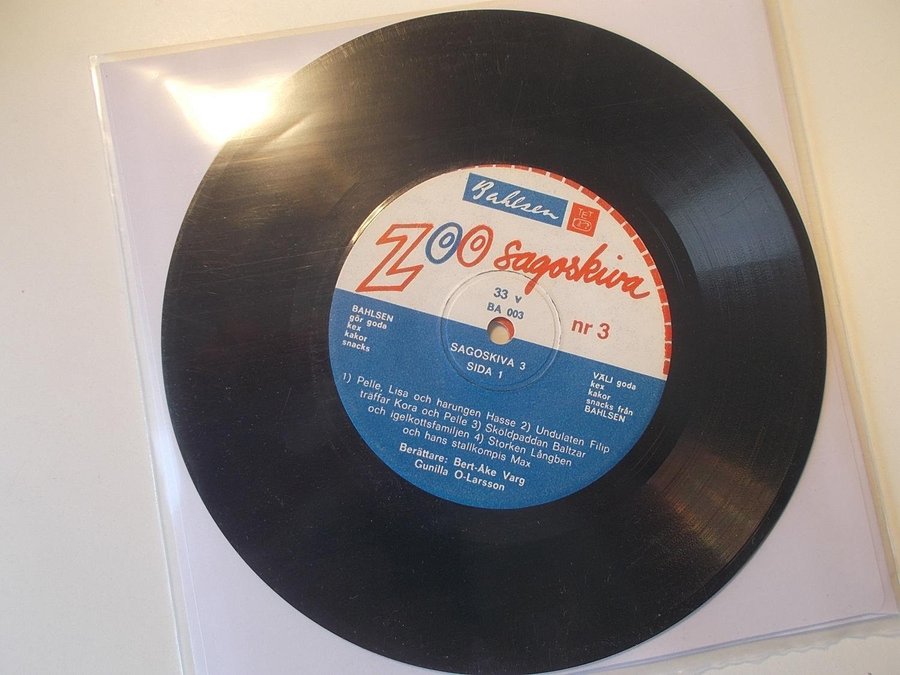 Bahlsen
TET
ZOO sagoskiva
33 v
BA 003
nr 3
BAHLSEN
gör goda
kex
kakor
snacks
SAGOSKIVA 3
SIDA 1
VÄLJ goda
kex
kakor
snacks från
BAHLSEN
1) Pelle, Lisa och harungen Hasse 2) Undulaten Filip
träffar Kora och Pelle 3) Sköldpaddan Baltzar
och igelkottsfamiljen 4) Storken Långben
och hans stallkompis Max
Berättare: Bert-Åke Varg
Gunilla O-Larsson